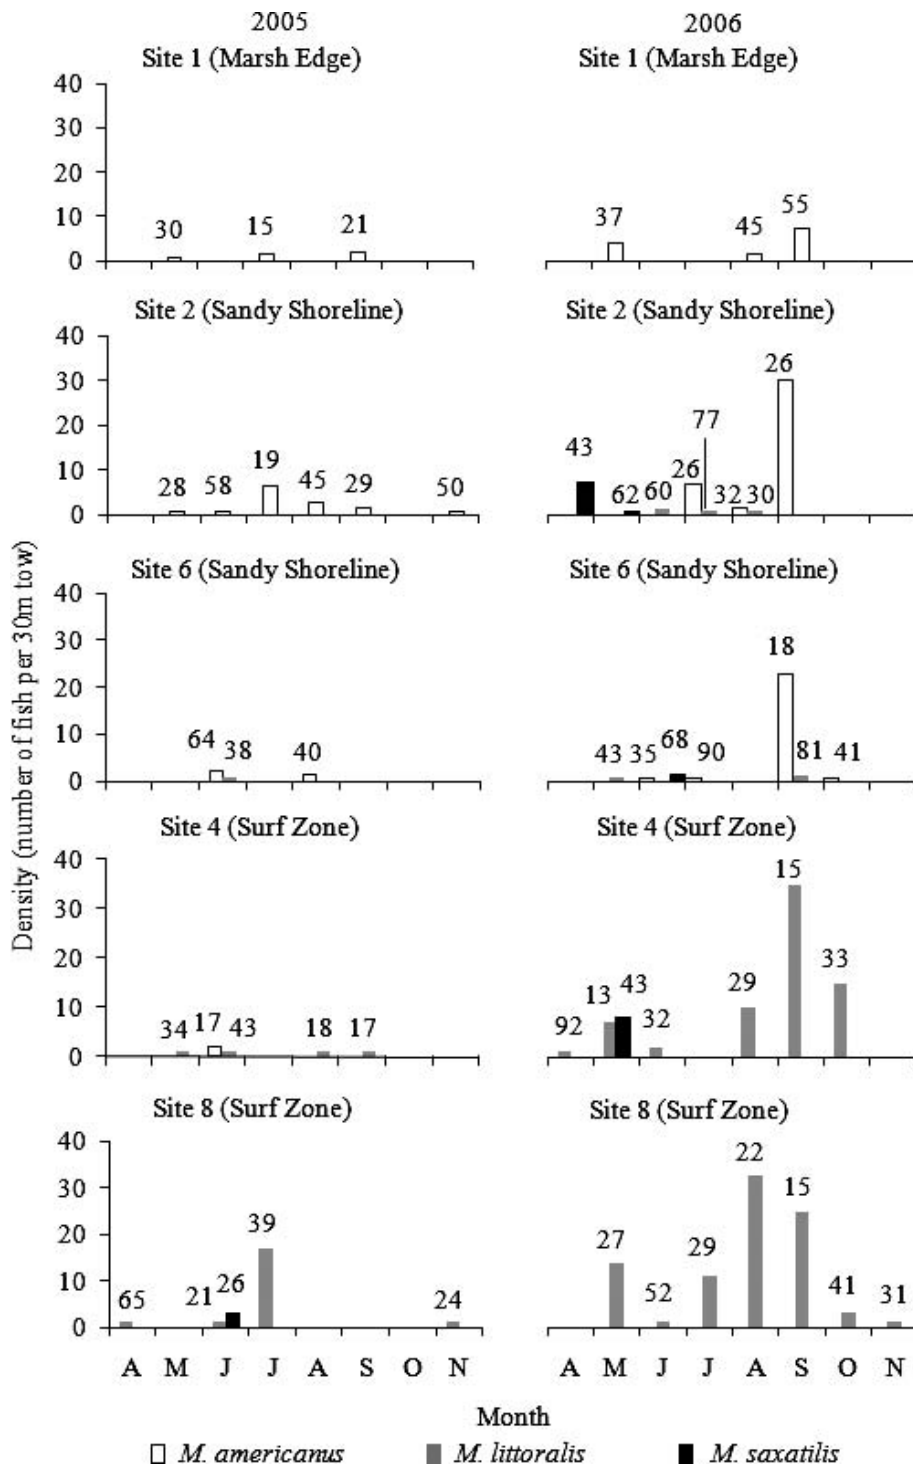 2005 2006
Site 1 (Marsh Edge) Site 1 (Marsh Edge)
40
30
20
10
0
30 15 21 37 45 55
Site 2 (Sandy Shoreline) Site 2 (Sandy Shoreline)
40
30
20
10
0
28 58 19 45 29 50 43 62 60 26 77 32 30 26
Site 6 (Sandy Shoreline) Site 6 (Sandy Shoreline)
40
30
20
10
0
64 38 40 43 35 68 90 18 81 41
Site 4 (Surf Zone) Site 4 (Surf Zone)
40
30
20
10
0
34 17 43 18 17 92 13 43 32 29 15 33
Site 8 (Surf Zone) Site 8 (Surf Zone)
40
30
20
10
0
65 21 26 39 24 27 52 29 22 15 41 31
A M J J A S O N A M J J A S O N
Density (number of fish per 30m tow)
Month
M. americanus M. littoralis M. saxatilis